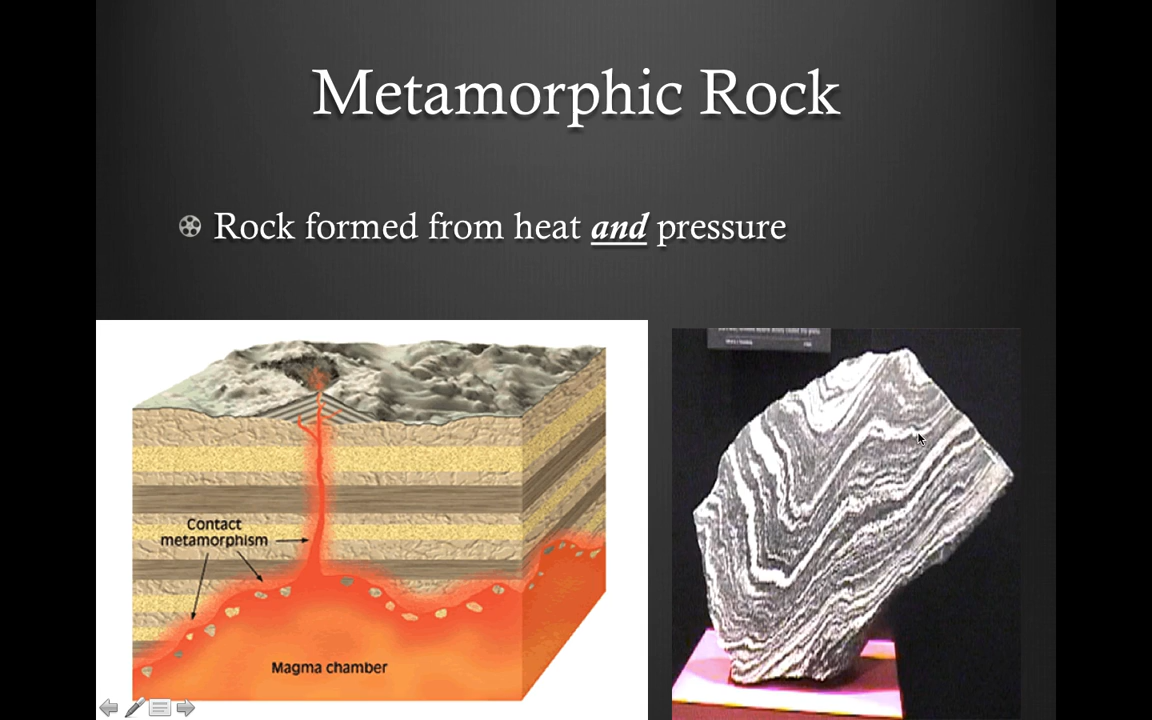 Metamorphic Rock
Rock formed from heat and pressure
Contact
metamorphism
Magma chamber